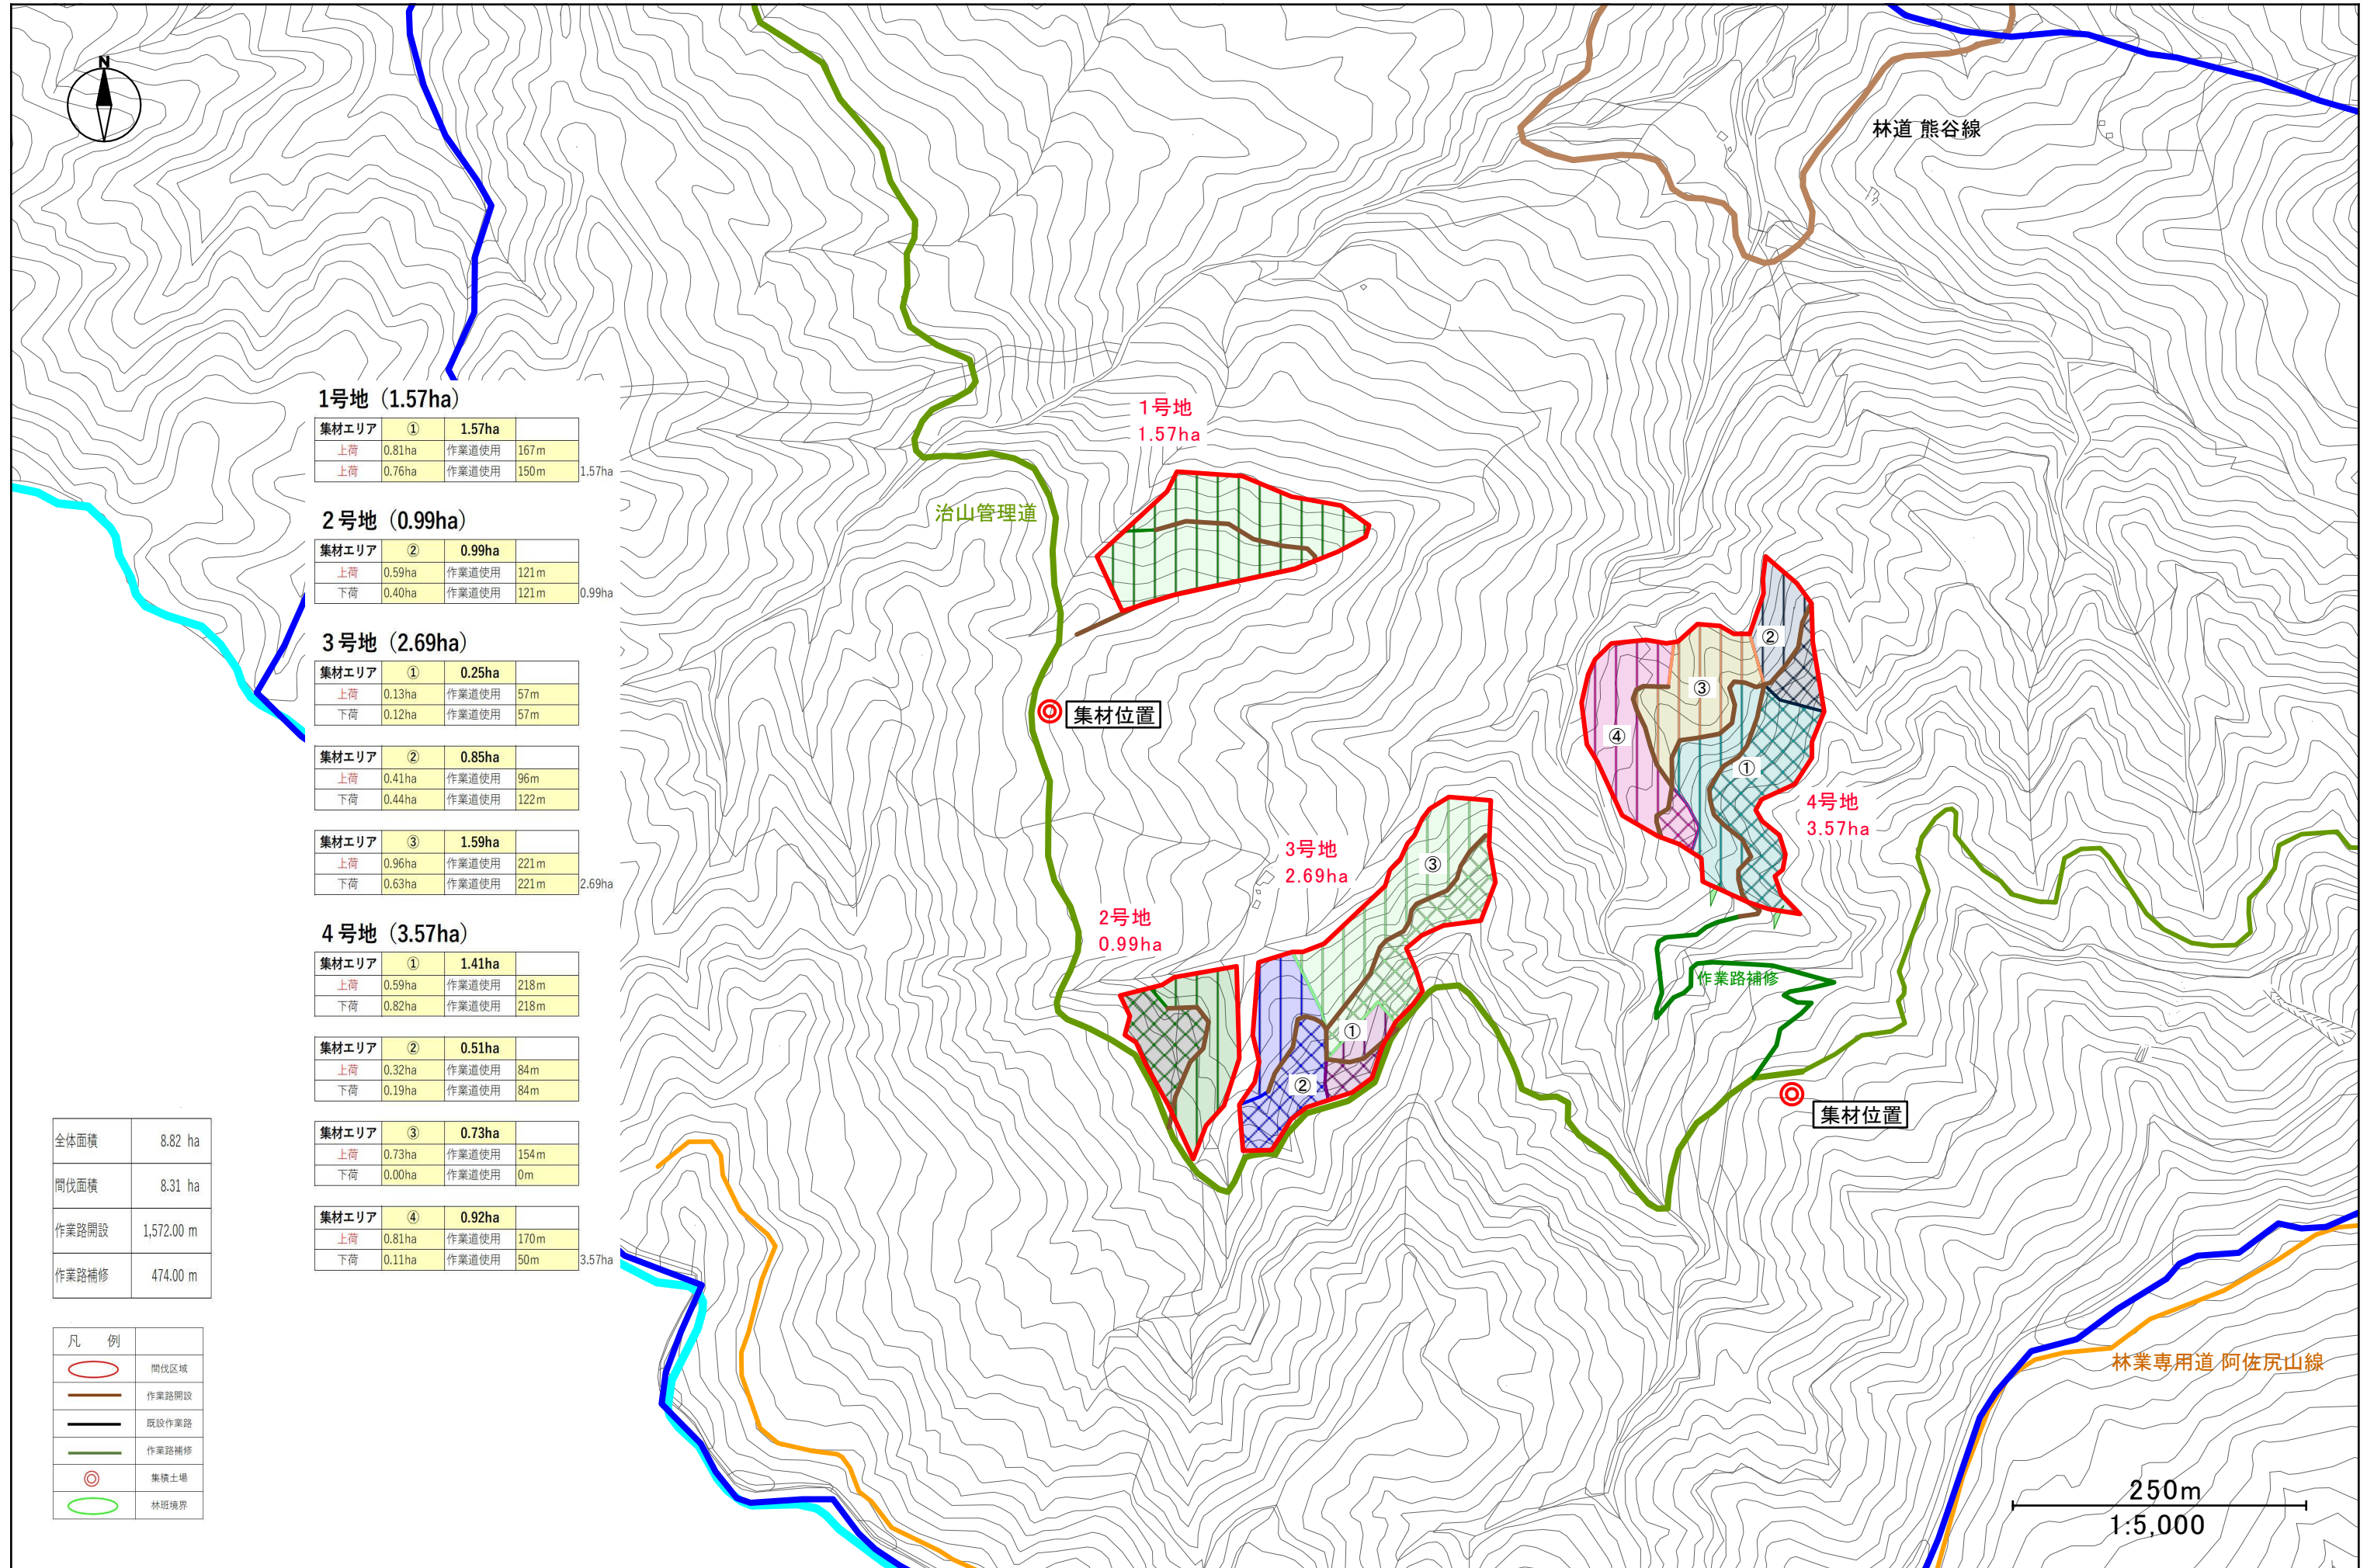 N
林道 熊谷線
1号地（1.57ha）
集材エリア ① 1.57ha
上荷 0.81ha 作業道使用 167m
上荷 0.76ha 作業道使用 150m 1.57ha
２号地（0.99ha）
集材エリア ② 0.99ha
上荷 0.59ha 作業道使用 121m
下荷 0.40ha 作業道使用 121m 0.99ha
３号地（2.69ha）
集材エリア ① 0.25ha
上荷 0.13ha 作業道使用 57m
下荷 0.12ha 作業道使用 57m
集材エリア ② 0.85ha
上荷 0.41ha 作業道使用 96m
下荷 0.44ha 作業道使用 122m
集材エリア ③ 1.59ha
上荷 0.96ha 作業道使用 221m
下荷 0.63ha 作業道使用 221m 2.69ha
４号地（3.57ha）
集材エリア ① 1.41ha
上荷 0.59ha 作業道使用 218m
下荷 0.82ha 作業道使用 218m
集材エリア ② 0.51ha
上荷 0.32ha 作業道使用 84m
下荷 0.19ha 作業道使用 84m
集材エリア ③ 0.73ha
上荷 0.73ha 作業道使用 154m
下荷 0.00ha 作業道使用 0m
集材エリア ④ 0.92ha
上荷 0.81ha 作業道使用 170m
下荷 0.11ha 作業道使用 50m 3.57ha
1号地
1.57ha
治山管理道
集材位置
②
③
④
①
4号地
3.57ha
3号地
2.69ha
③
2号地
0.99ha
①
②
作業路補修
集材位置
全体面積 8.82 ha
間伐面積 8.31 ha
作業路開設 1,572.00 m
作業路補修 474.00 m
凡 例
間伐区域
作業路開設
既設作業路
作業路補修
集積土場
林班境界
林業専用道 阿佐尻山線
250m
1:5,000